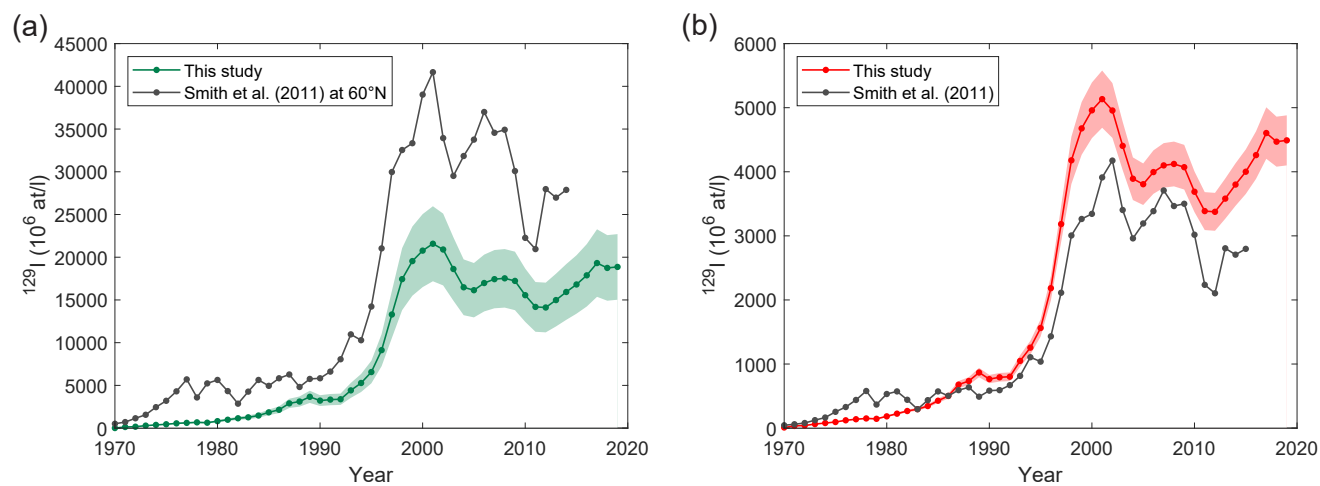 (a)
45000
40000
35000
30000
25000
20000
15000
10000
5000
0
129I (10^6 at/l)
This study
Smith et al. (2011) at 60°N
1970
1980
1990
2000
2010
2020
Year
(b)
6000
5000
4000
3000
2000
1000
0
129I (10^6 at/l)
This study
Smith et al. (2011)
1970
1980
1990
2000
2010
2020
Year